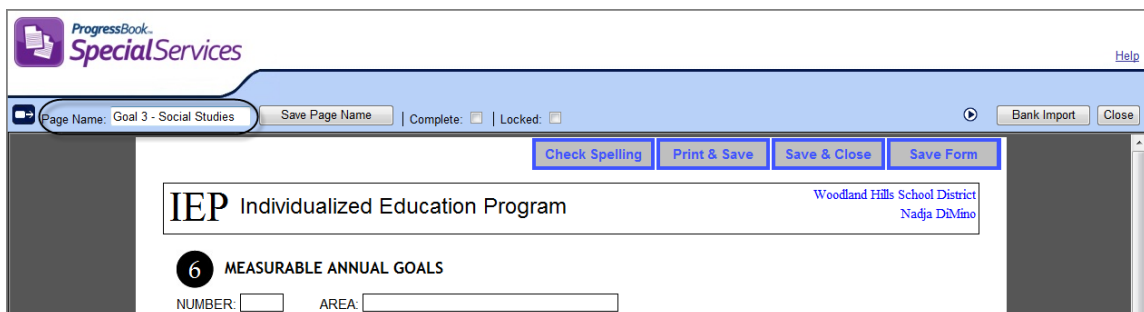 ProgressBook™
SpecialServices
Help
Page Name: Goal 3 - Social Studies Save Page Name | Complete: | Locked: Bank Import Close
Check Spelling Print & Save Save & Close Save Form
IEP Individualized Education Program
Woodland Hills School District
Nadja DiMino
6 MEASURABLE ANNUAL GOALS
NUMBER: AREA: